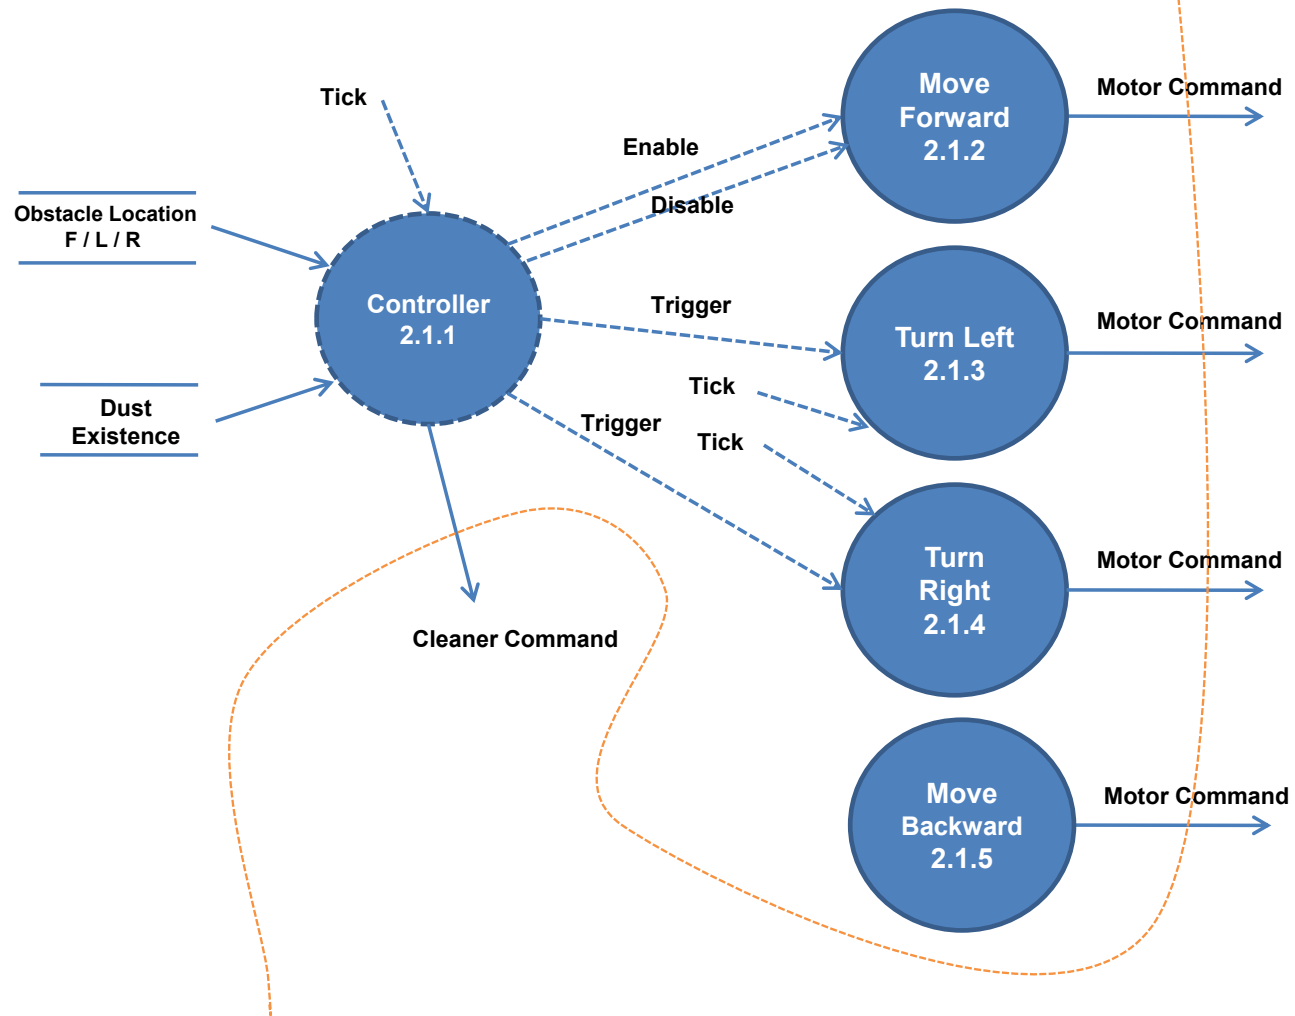 Move
Forward
2.1.2
Motor Command
Tick
Enable
Disable
Obstacle Location
F / L / R
Controller
2.1.1
Trigger
Turn Left
2.1.3
Motor Command
Tick
Dust
Existence
Trigger
Tick
Turn
Right
2.1.4
Motor Command
Cleaner Command
Move
Backward
2.1.5
Motor Command